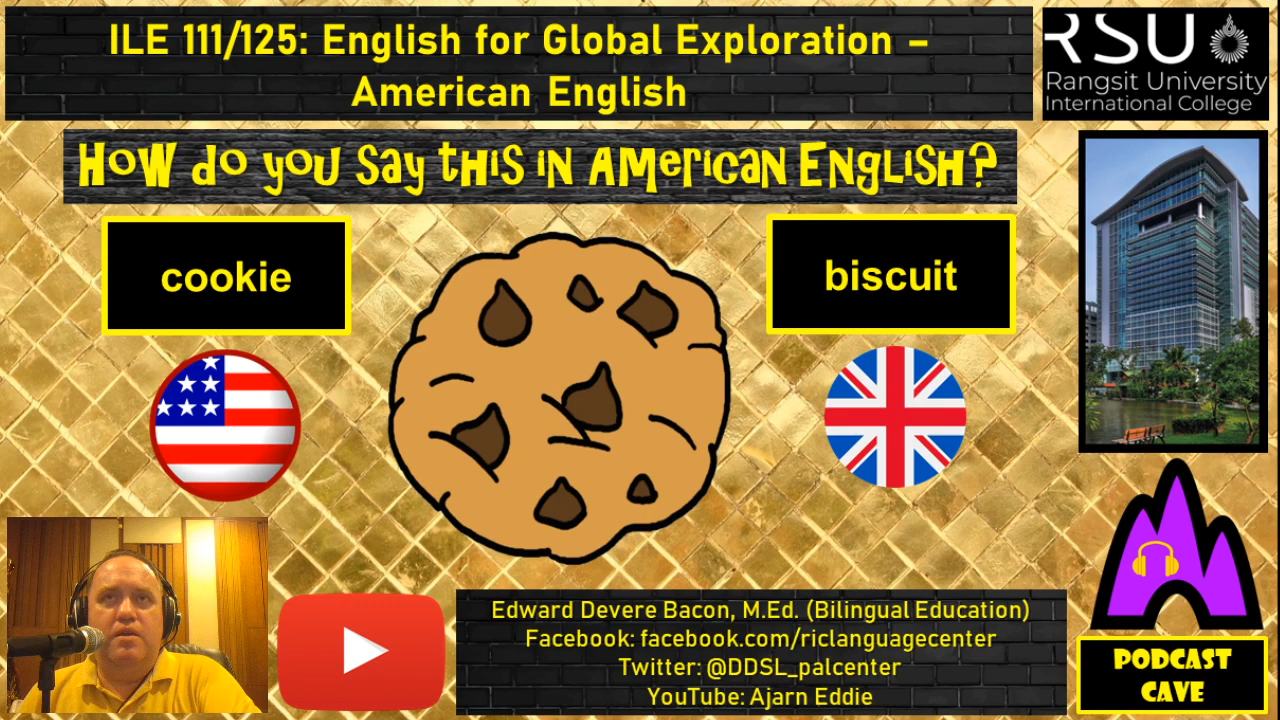 ILE 111/125: English for Global Exploration –
American English
RSU
Rangsit University
International College
How do you say this in American English?
cookie
biscuit
Edward Devere Bacon, M.Ed. (Bilingual Education)
Facebook: facebook.com/riclanguagecenter
Twitter: @DDSL_palcenter
YouTube: Ajarn Eddie
PODCAST
CAVE